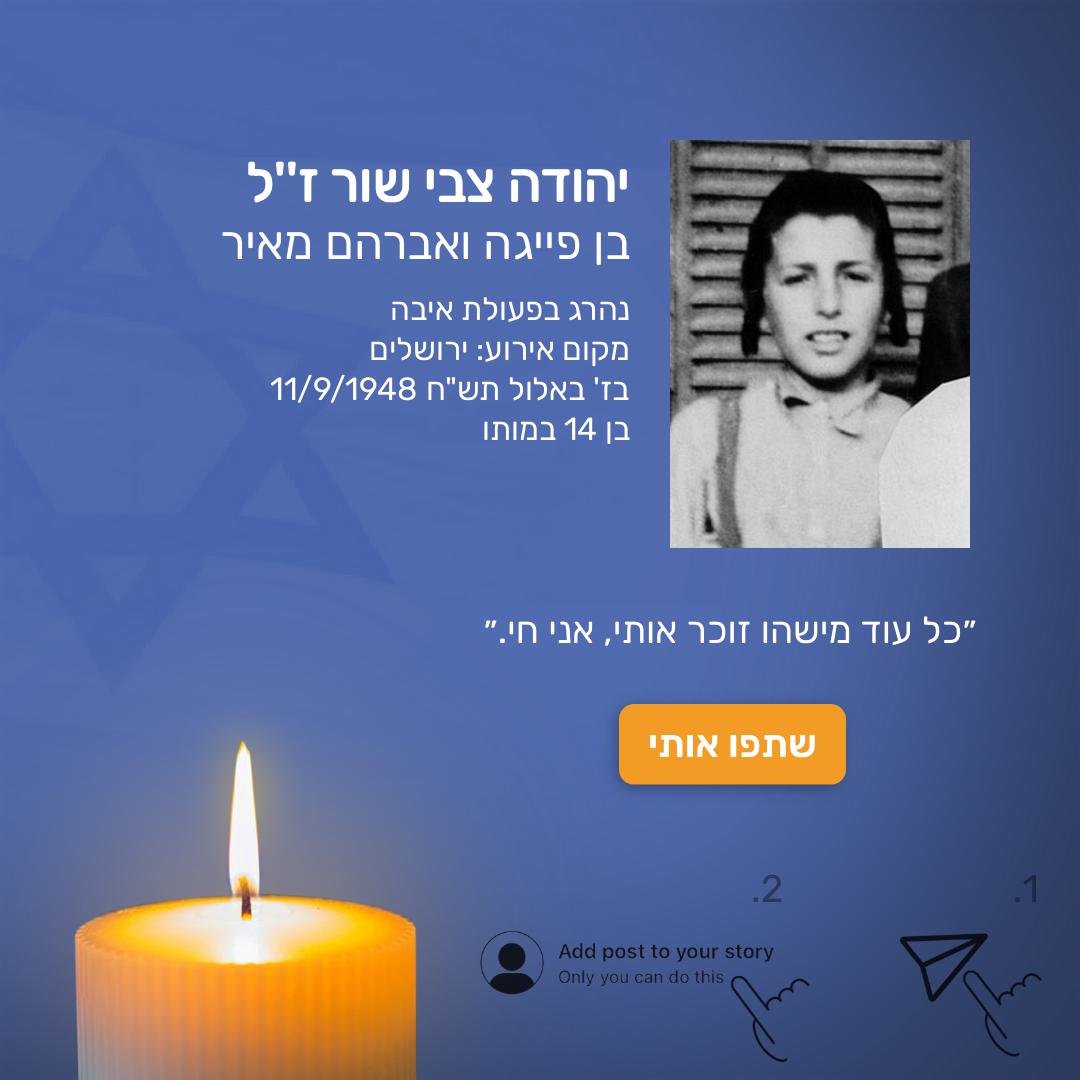 יהודה צבי שור ז''ל
בן פייגה ואברהם מאיר
נהרג בפעולת איבה
מקום אירוע: ירושלים
בז' באלול תש"ח 11/9/1948
בן 14 במותו
״כל עוד מישהו זוכר אותי, אני חי.״
שתפו אותי
.1
.2
Add post to your story
Only you can do this